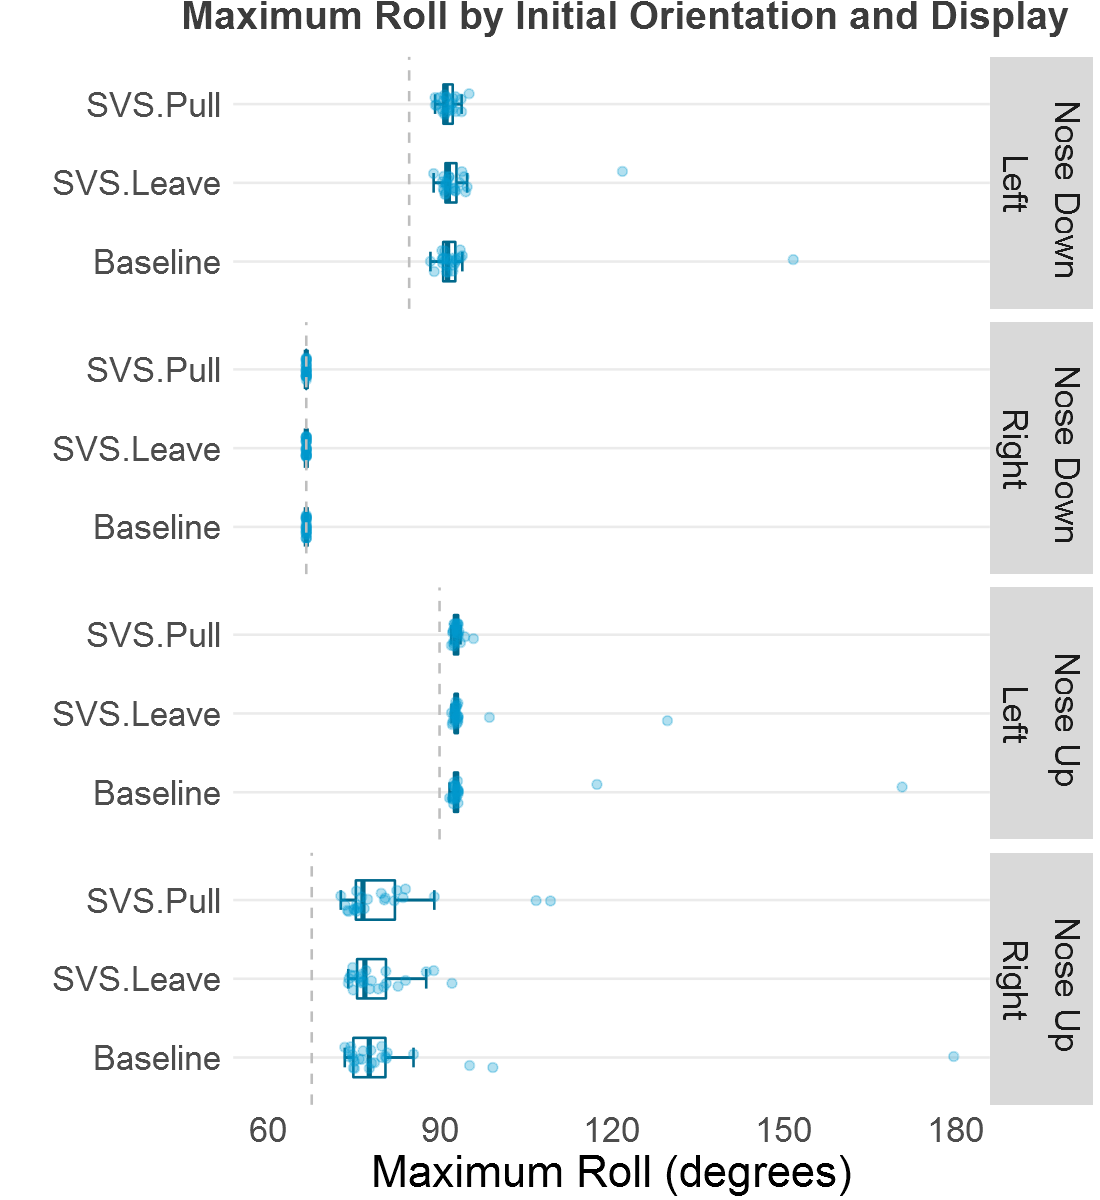 Maximum Roll by Initial Orientation and Display
SVS.Pull
SVS.Leave
Baseline
Nose Down
Left
SVS.Pull
SVS.Leave
Baseline
Nose Down
Right
SVS.Pull
SVS.Leave
Baseline
Nose Up
Left
SVS.Pull
SVS.Leave
Baseline
Nose Up
Right
60 90 120 150 180
Maximum Roll (degrees)